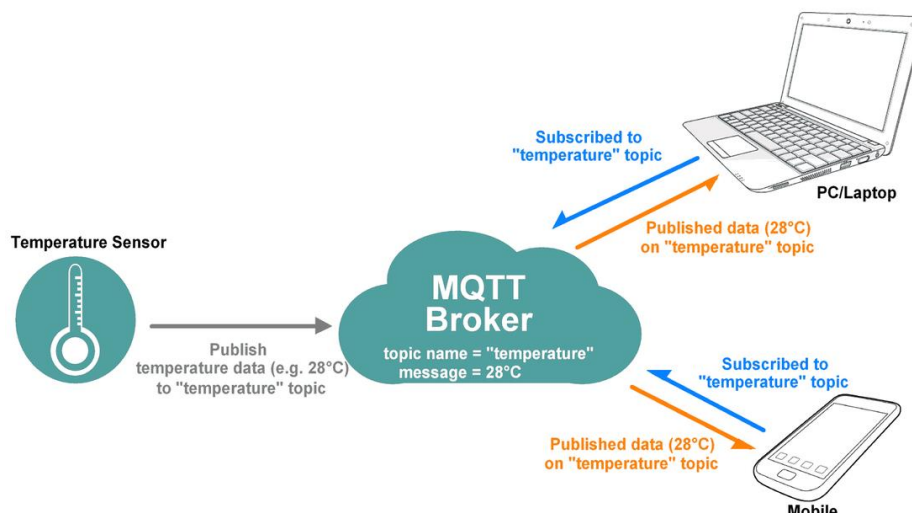 Temperature Sensor
Publish
temperature data (e.g. 28°C)
to "temperature" topic
MQTT
Broker
topic name = "temperature"
message = 28°C
Subscribed to
"temperature" topic
Published data (28°C)
on "temperature" topic
PC/Laptop
Subscribed to
"temperature" topic
Published data (28°C)
on "temperature" topic
Mobile